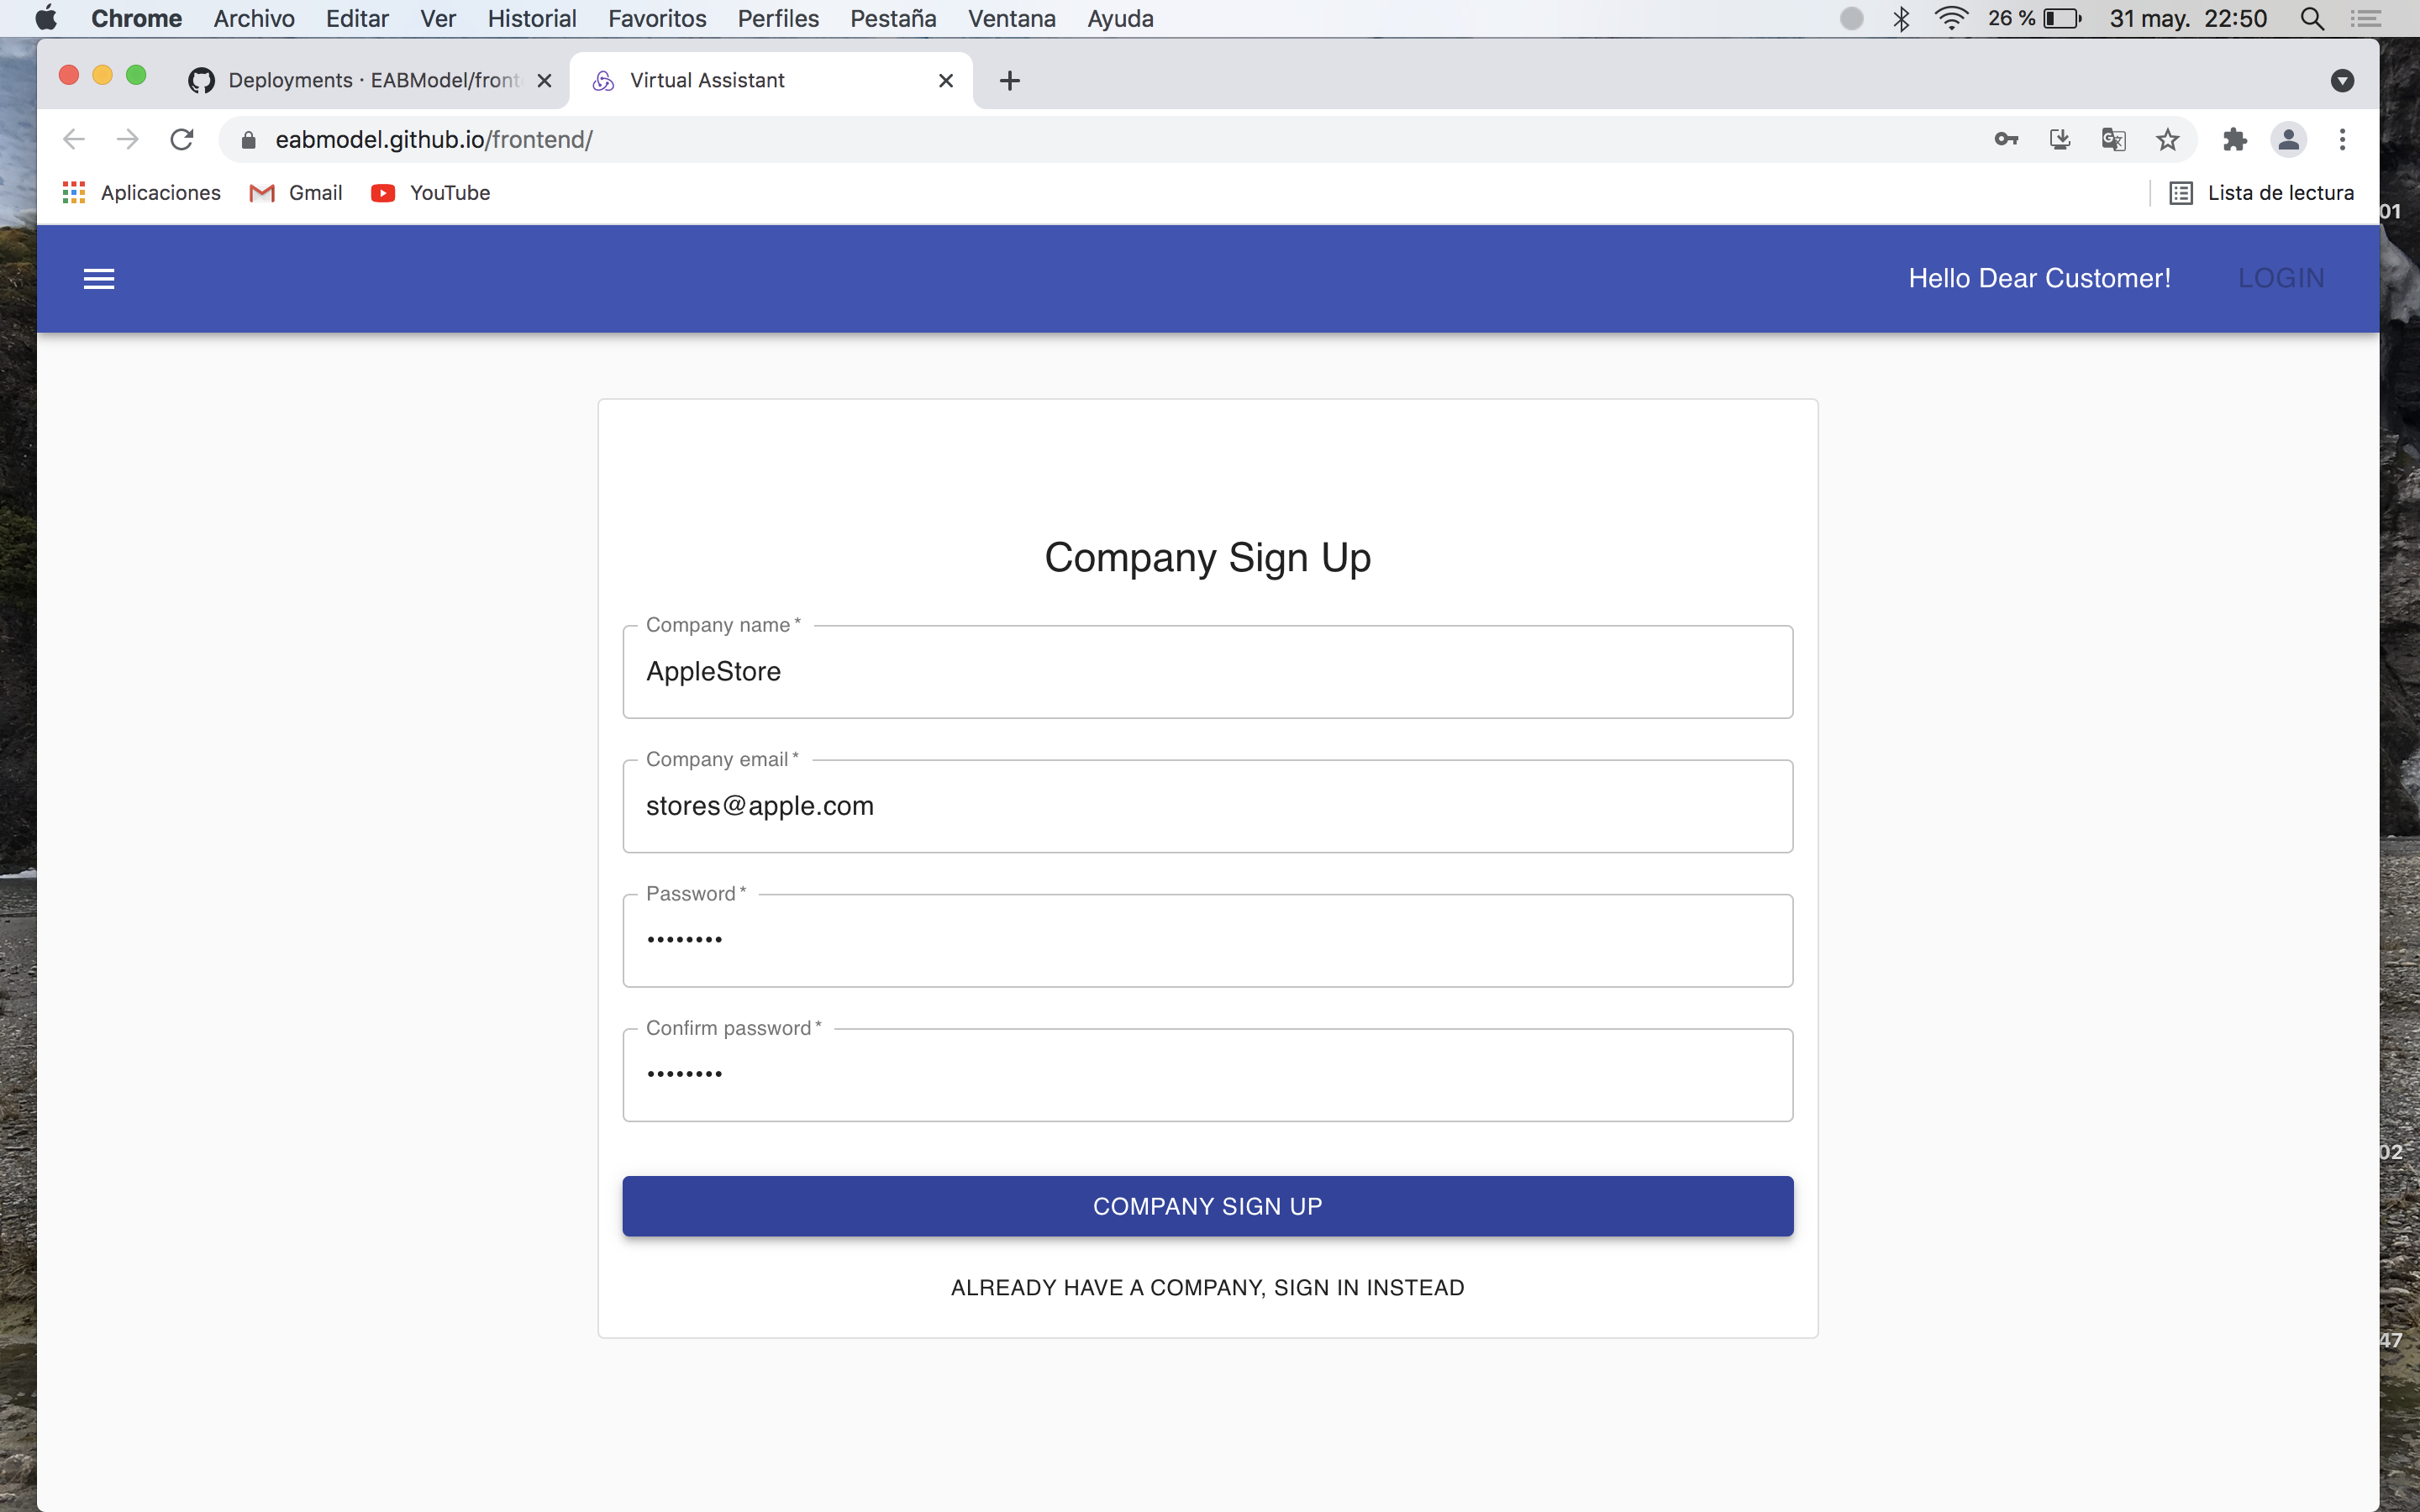 Chrome Archivo Editar Ver Historial Favoritos Perfiles Pestaña Ventana Ayuda 26 % 31 may. 22:50
Deployments · EABModel/front Virtual Assistant
eabmodel.github.io/frontend/
Aplicaciones Gmail YouTube Lista de lectura
01
Hello Dear Customer! LOGIN
Company Sign Up
Company name *
AppleStore
Company email *
stores@apple.com
Password *
••••••••
Confirm password *
••••••••
02
COMPANY SIGN UP
ALREADY HAVE A COMPANY, SIGN IN INSTEAD
47